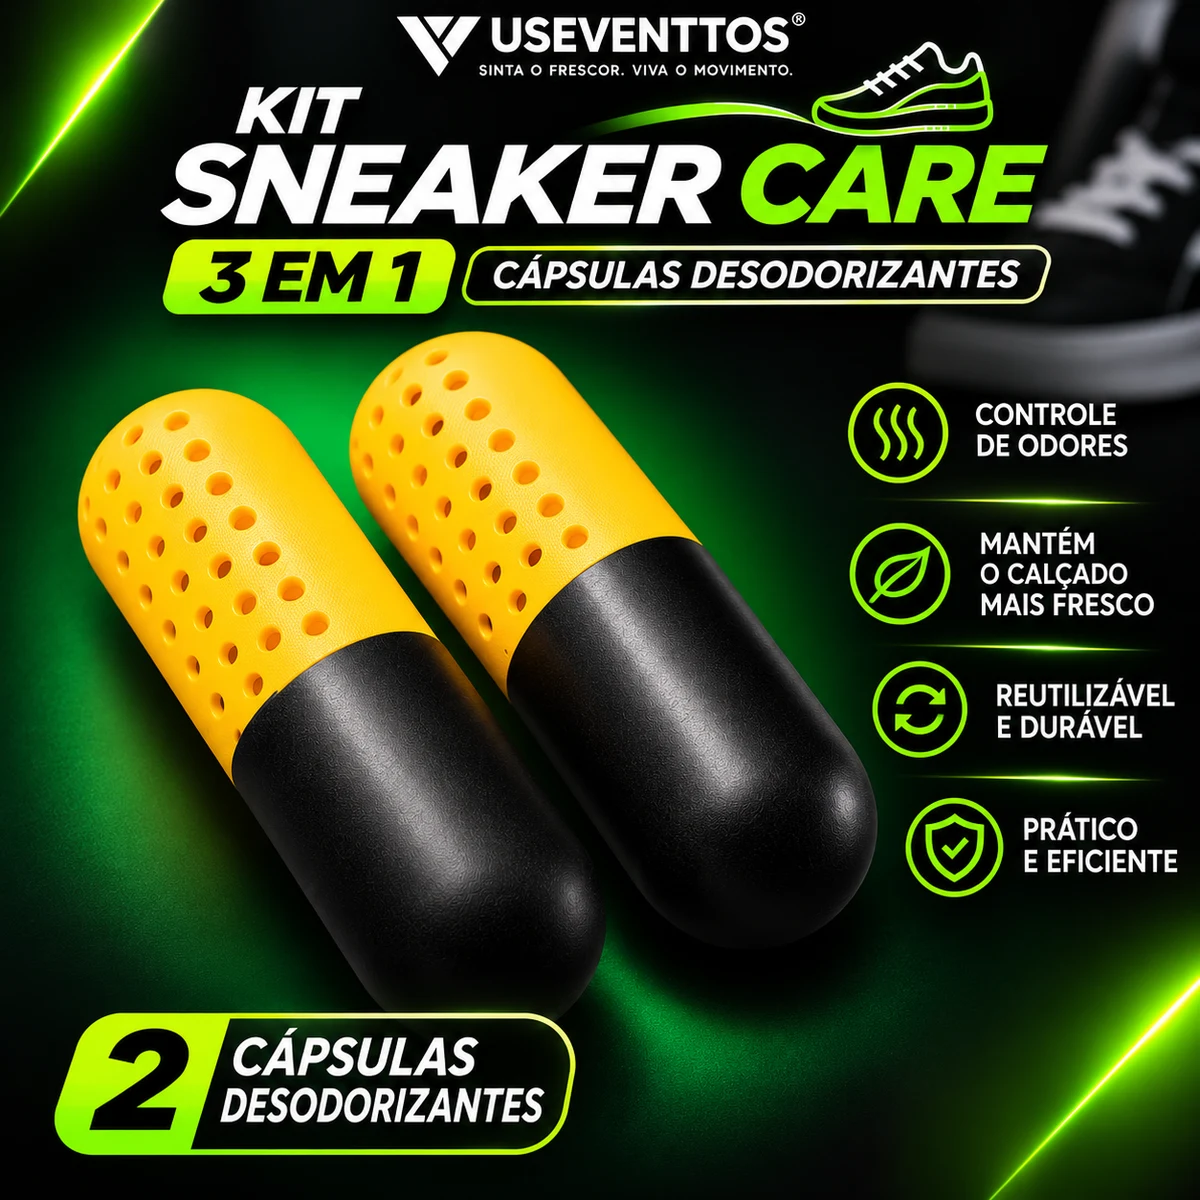 USEVENTTOS®
SINTA O FRESCOR. VIVA O MOVIMENTO.
KIT
SNEAKER CARE
3 EM 1
CÁPSULAS DESODORIZANTES
CONTROLE
DE ODORES
MANTÉM
O CALÇADO
MAIS FRESCO
REUTILIZÁVEL
E DURÁVEL
PRÁTICO
E EFICIENTE
2
CÁPSULAS
DESODORIZANTES